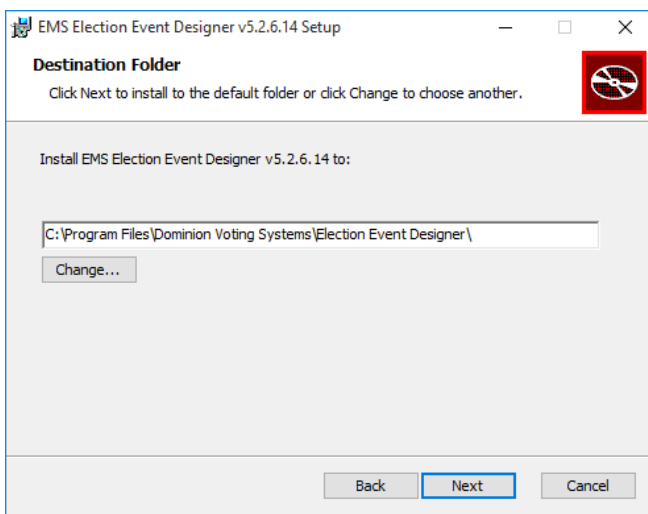 EMS Election Event Designer v5.2.6.14 Setup
Destination Folder
Click Next to install to the default folder or click Change to choose another.
Install EMS Election Event Designer v5.2.6.14 to:
C:\Program Files\Dominion Voting Systems\Election Event Designer\
Change...
Back Next Cancel